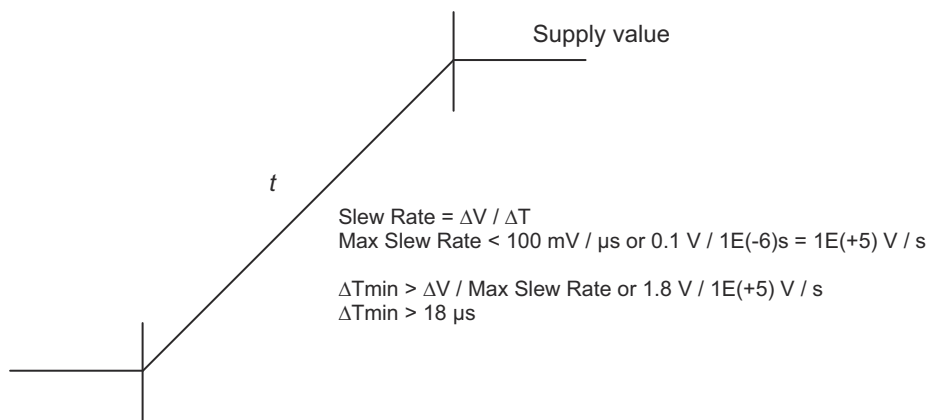 Supply value
t
Slew Rate = ∆V / ∆T
Max Slew Rate < 100 mV / µs or 0.1 V / 1E(-6)s = 1E(+5) V / s
∆Tmin > ∆V / Max Slew Rate or 1.8 V / 1E(+5) V / s
∆Tmin > 18 µs